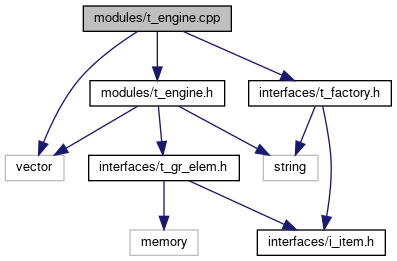 modules/t_engine.cpp
modules/t_engine.h
interfaces/t_factory.h
vector
interfaces/t_gr_elem.h
string
memory
interfaces/i_item.h